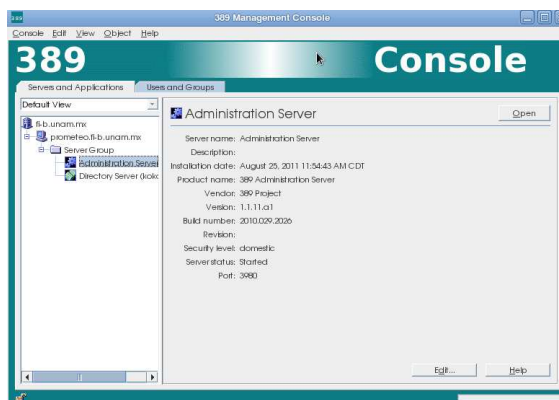 389 Management Console
Console Edit View Object Help
389 Console
Servers and Applications
Users and Groups
Default View
fi-b.unam.mx
prometeo.fi-b.unam.mx
Server Group
Administration Server
Directory Server (koko
Administration Server
Open
Server name: Administration Server
Description:
Installation date: August 25, 2011 11:54:43 AM CDT
Product name: 389 Administration Server
Vendor: 389 Project
Version: 1.1.11.a1
Build number: 2010.029.2026
Revision:
Security level: domestic
Server status: Started
Port: 3980
Edit...
Help